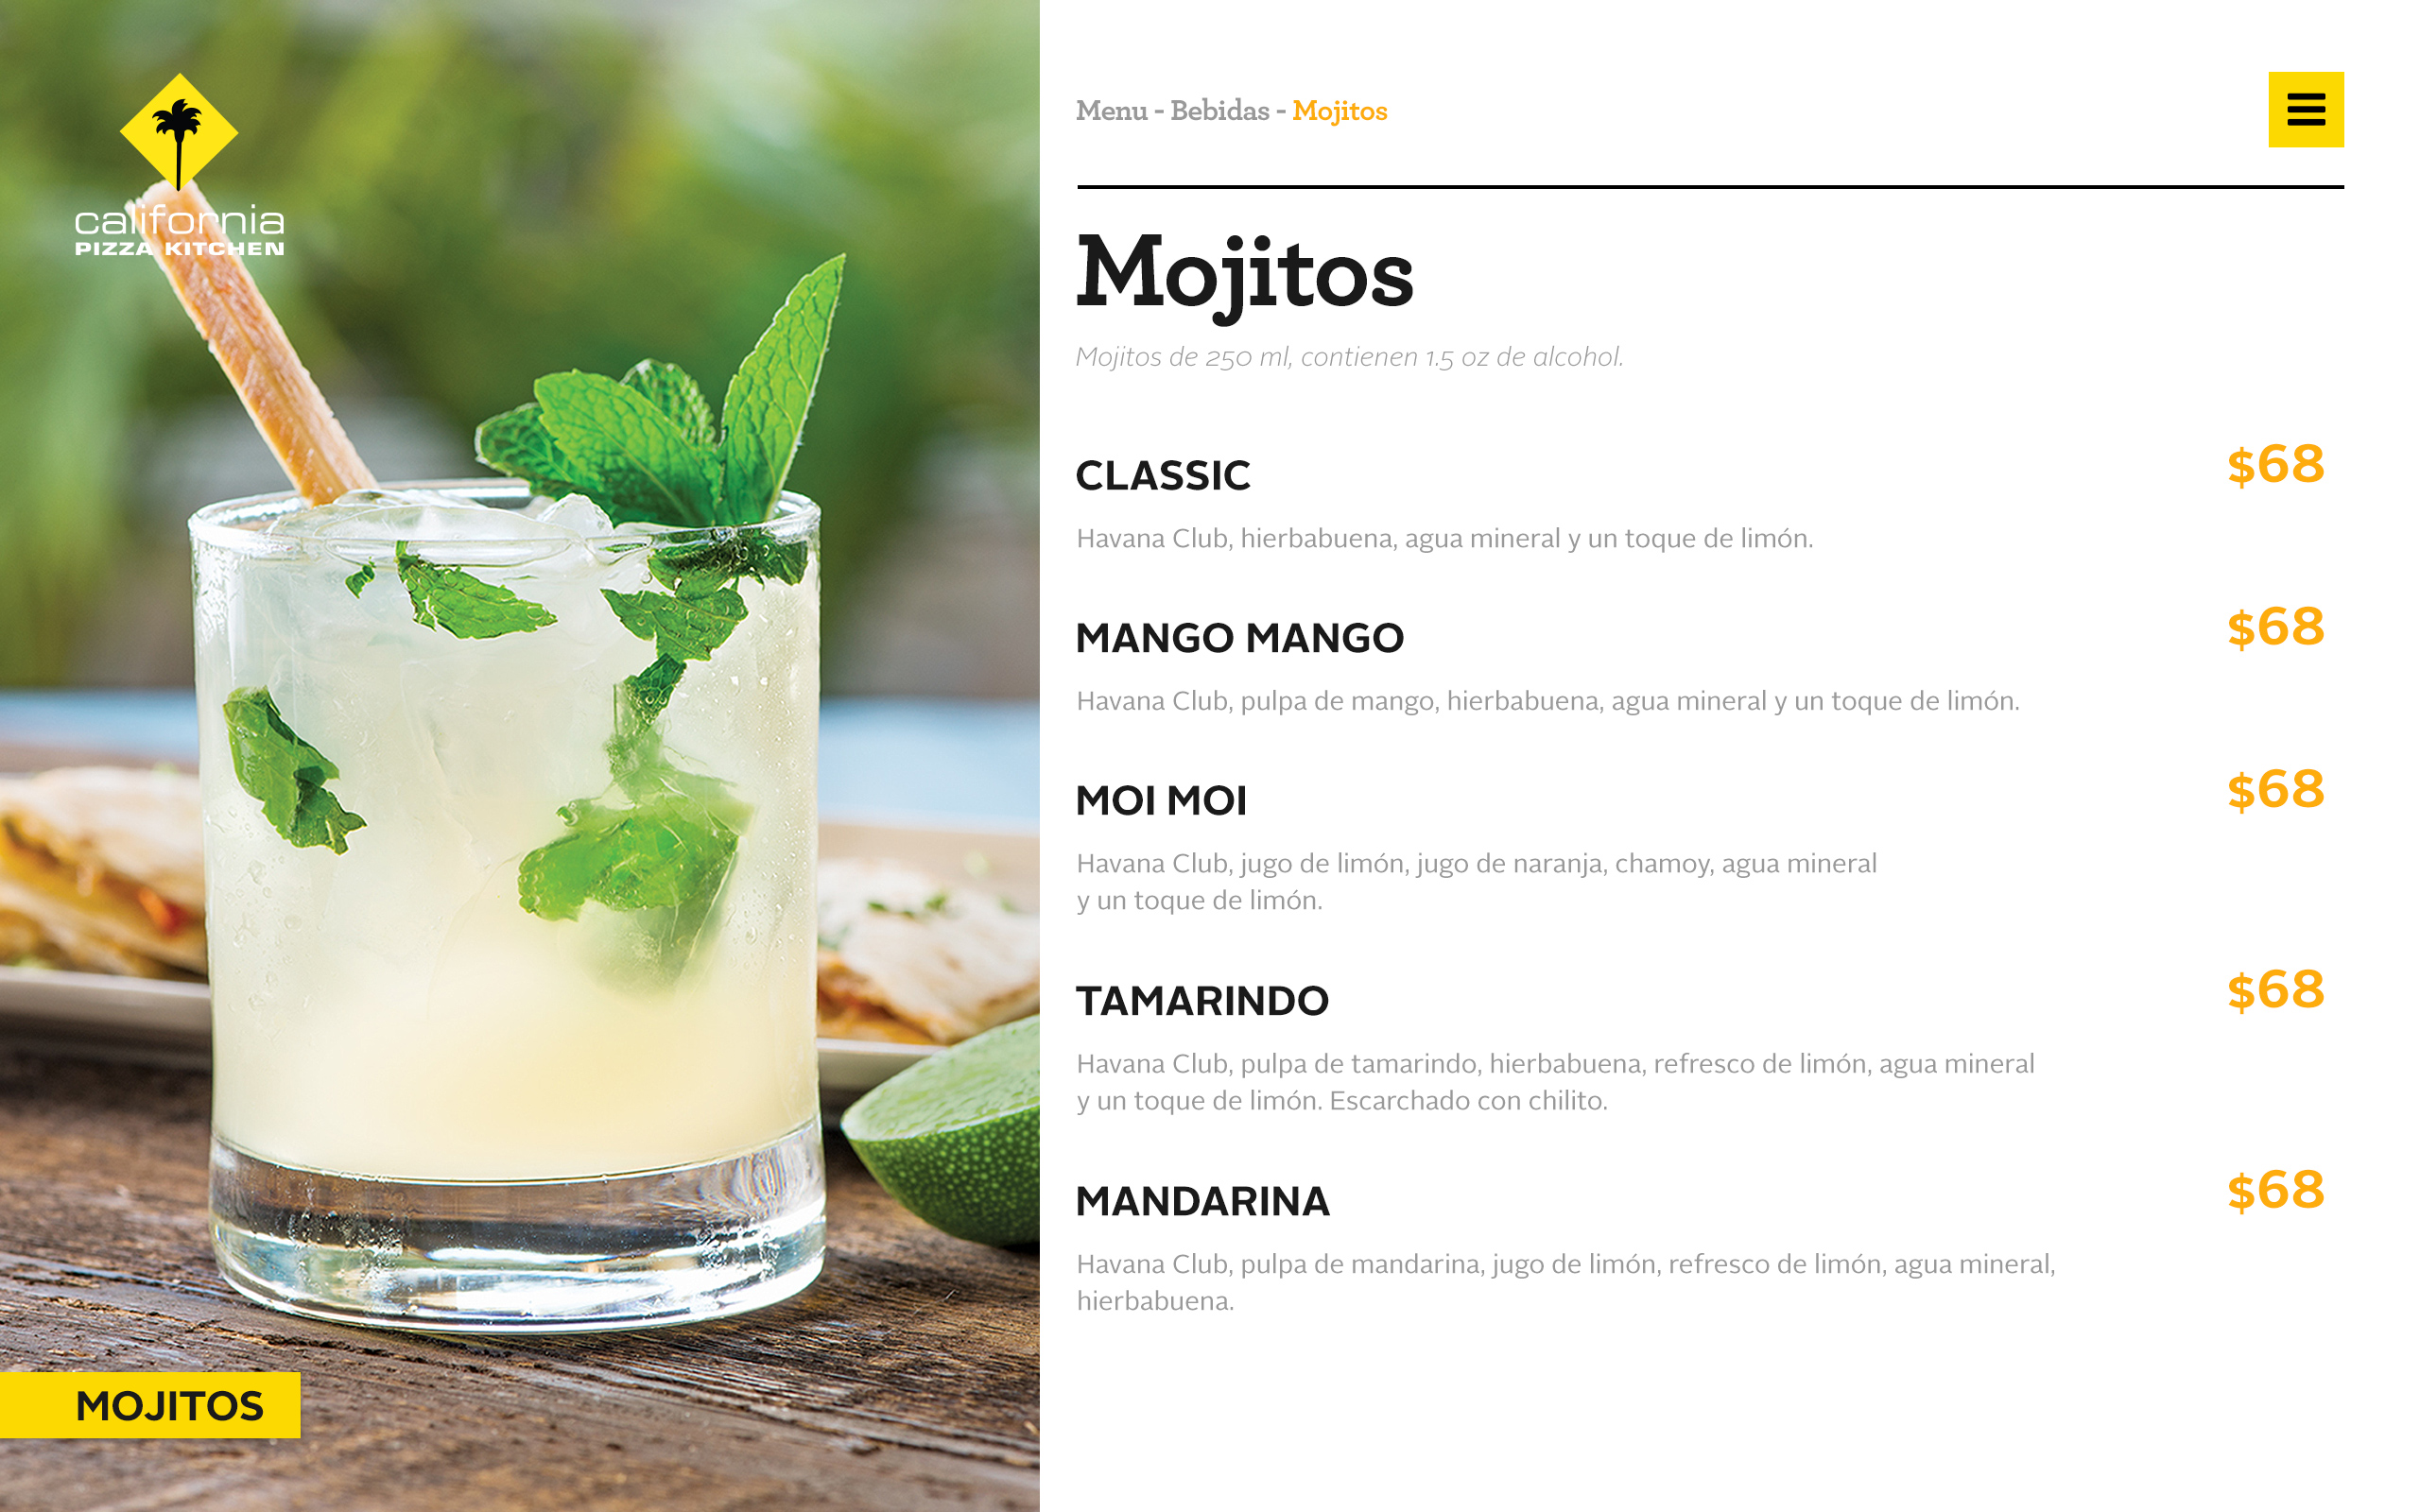 california
PIZZA KITCHEN
MOJITOS
Menu - Bebidas - Mojitos
Mojitos
Mojitos de 250 ml, contienen 1.5 oz de alcohol.
CLASSIC $68
Havana Club, hierbabuena, agua mineral y un toque de limón.
MANGO MANGO $68
Havana Club, pulpa de mango, hierbabuena, agua mineral y un toque de limón.
MOI MOI $68
Havana Club, jugo de limón, jugo de naranja, chamoy, agua mineral
y un toque de limón.
TAMARINDO $68
Havana Club, pulpa de tamarindo, hierbabuena, refresco de limón, agua mineral
y un toque de limón. Escarchado con chilito.
MANDARINA $68
Havana Club, pulpa de mandarina, jugo de limón, refresco de limón, agua mineral,
hierbabuena.